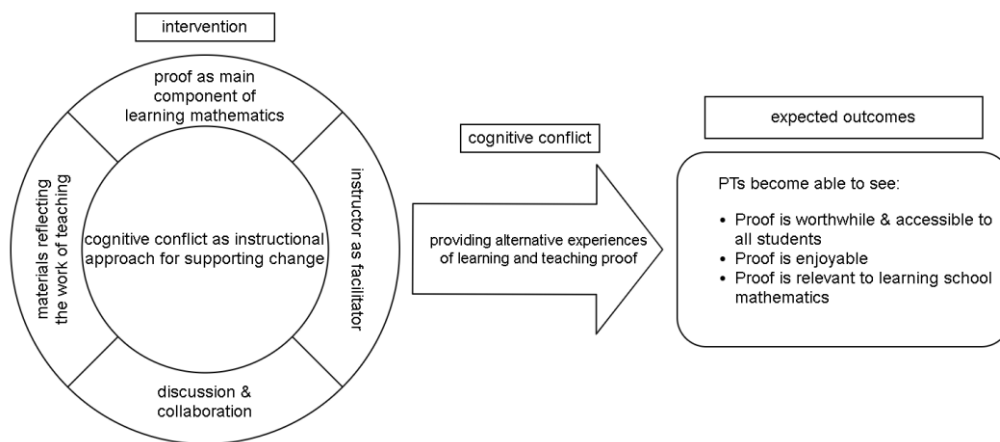 intervention
proof as main
component of
learning mathematics
materials reflecting
the work of teaching
cognitive conflict as instructional
approach for supporting change
instructor as facilitator
discussion &
collaboration
cognitive conflict
providing alternative experiences
of learning and teaching proof
expected outcomes
PTs become able to see:
• Proof is worthwhile & accessible to
all students
• Proof is enjoyable
• Proof is relevant to learning school
mathematics